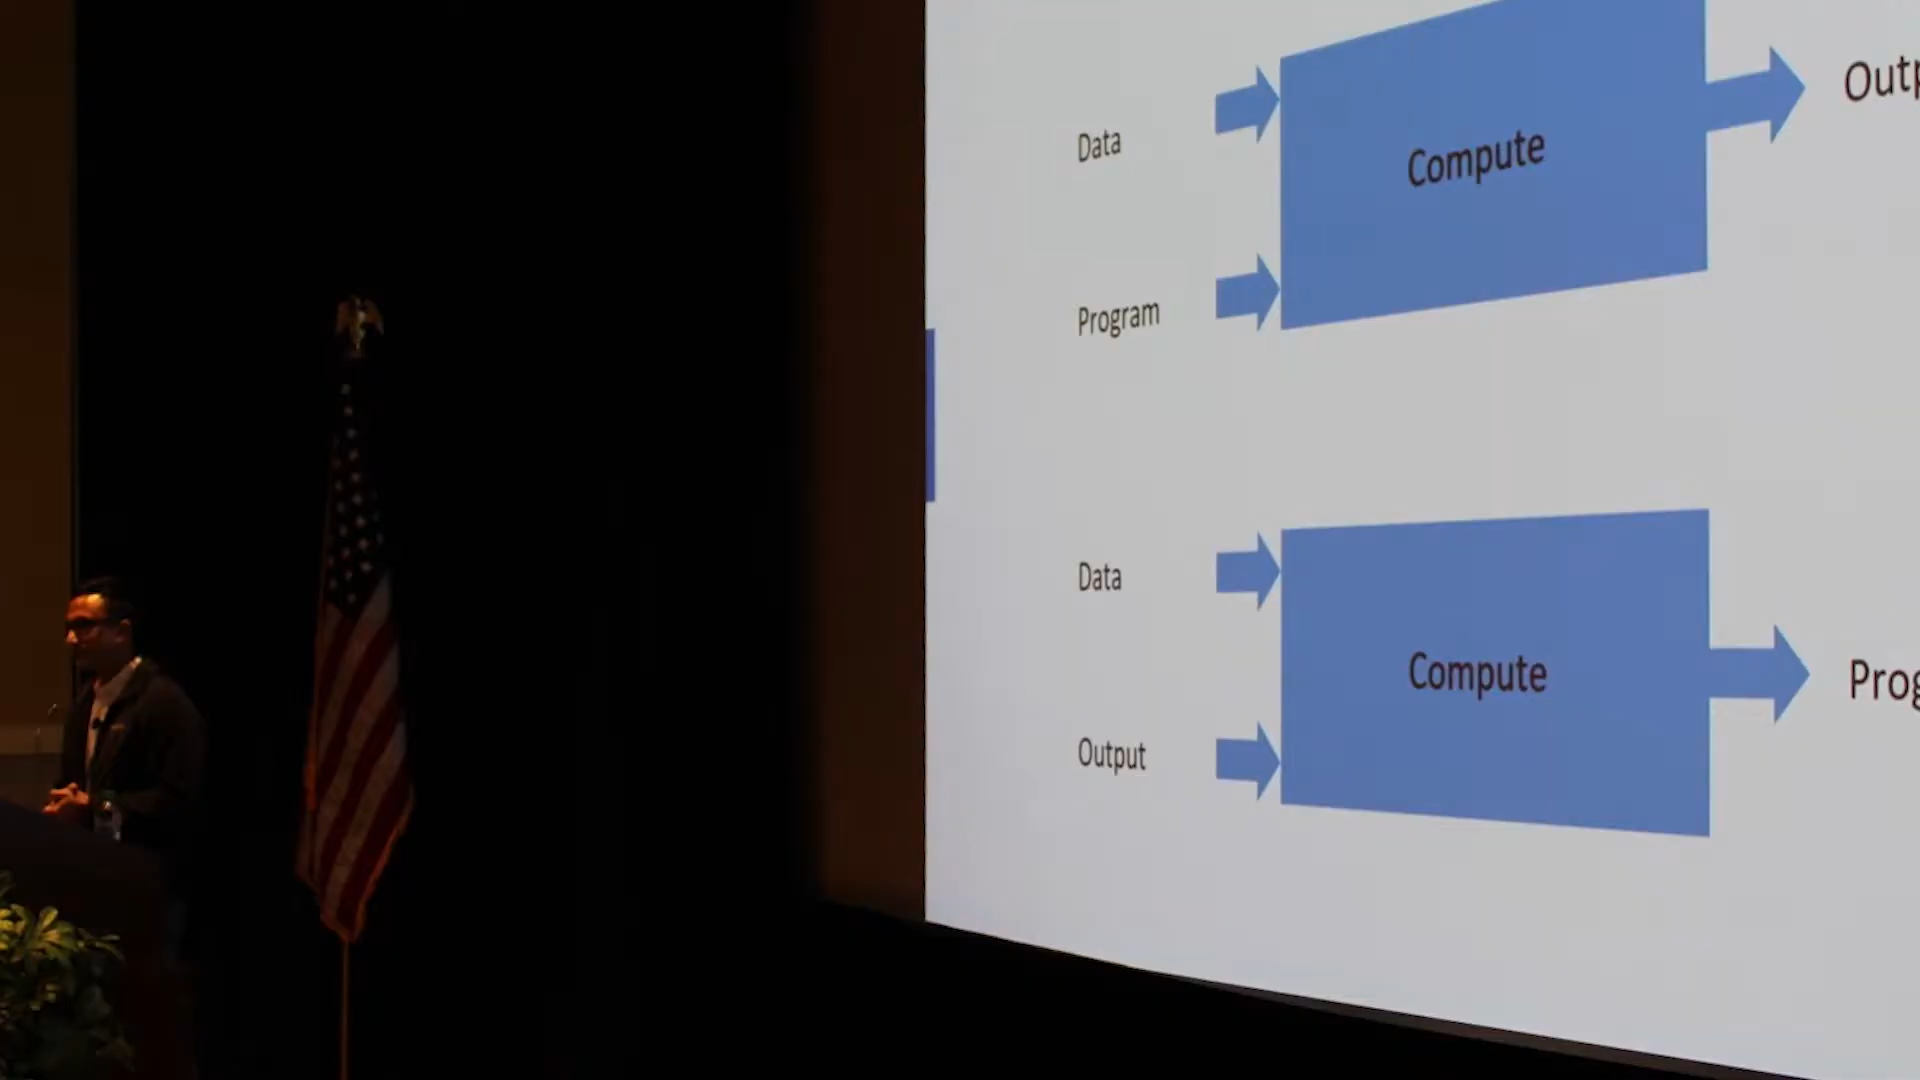 Data
Compute
Outp
Program
Data
Compute
Prog
Output